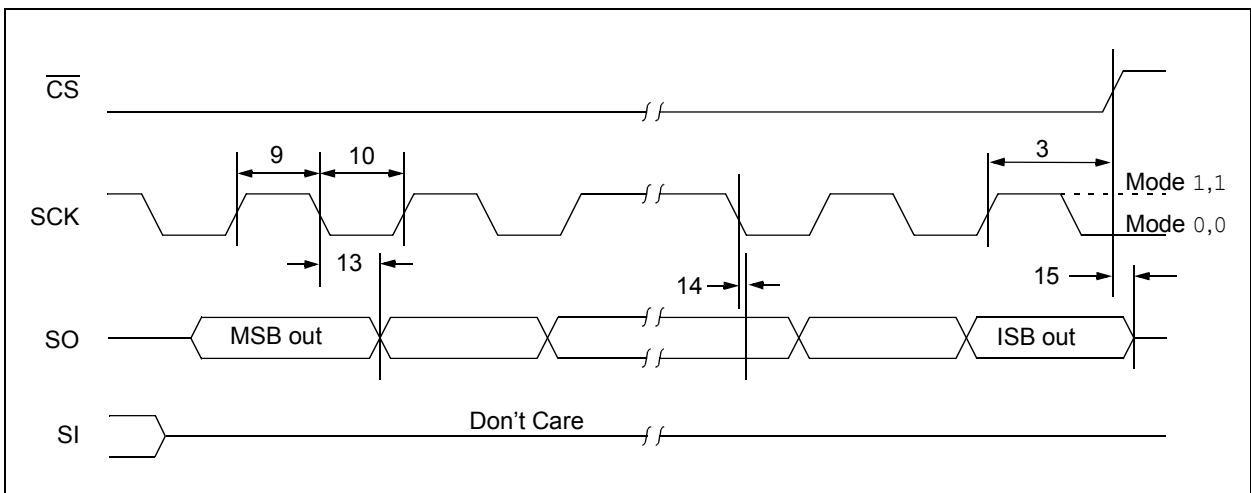 CS
9
10
3
SCK
Mode 1,1
Mode 0,0
13
14
15
SO
MSB out
ISB out
SI
Don't Care